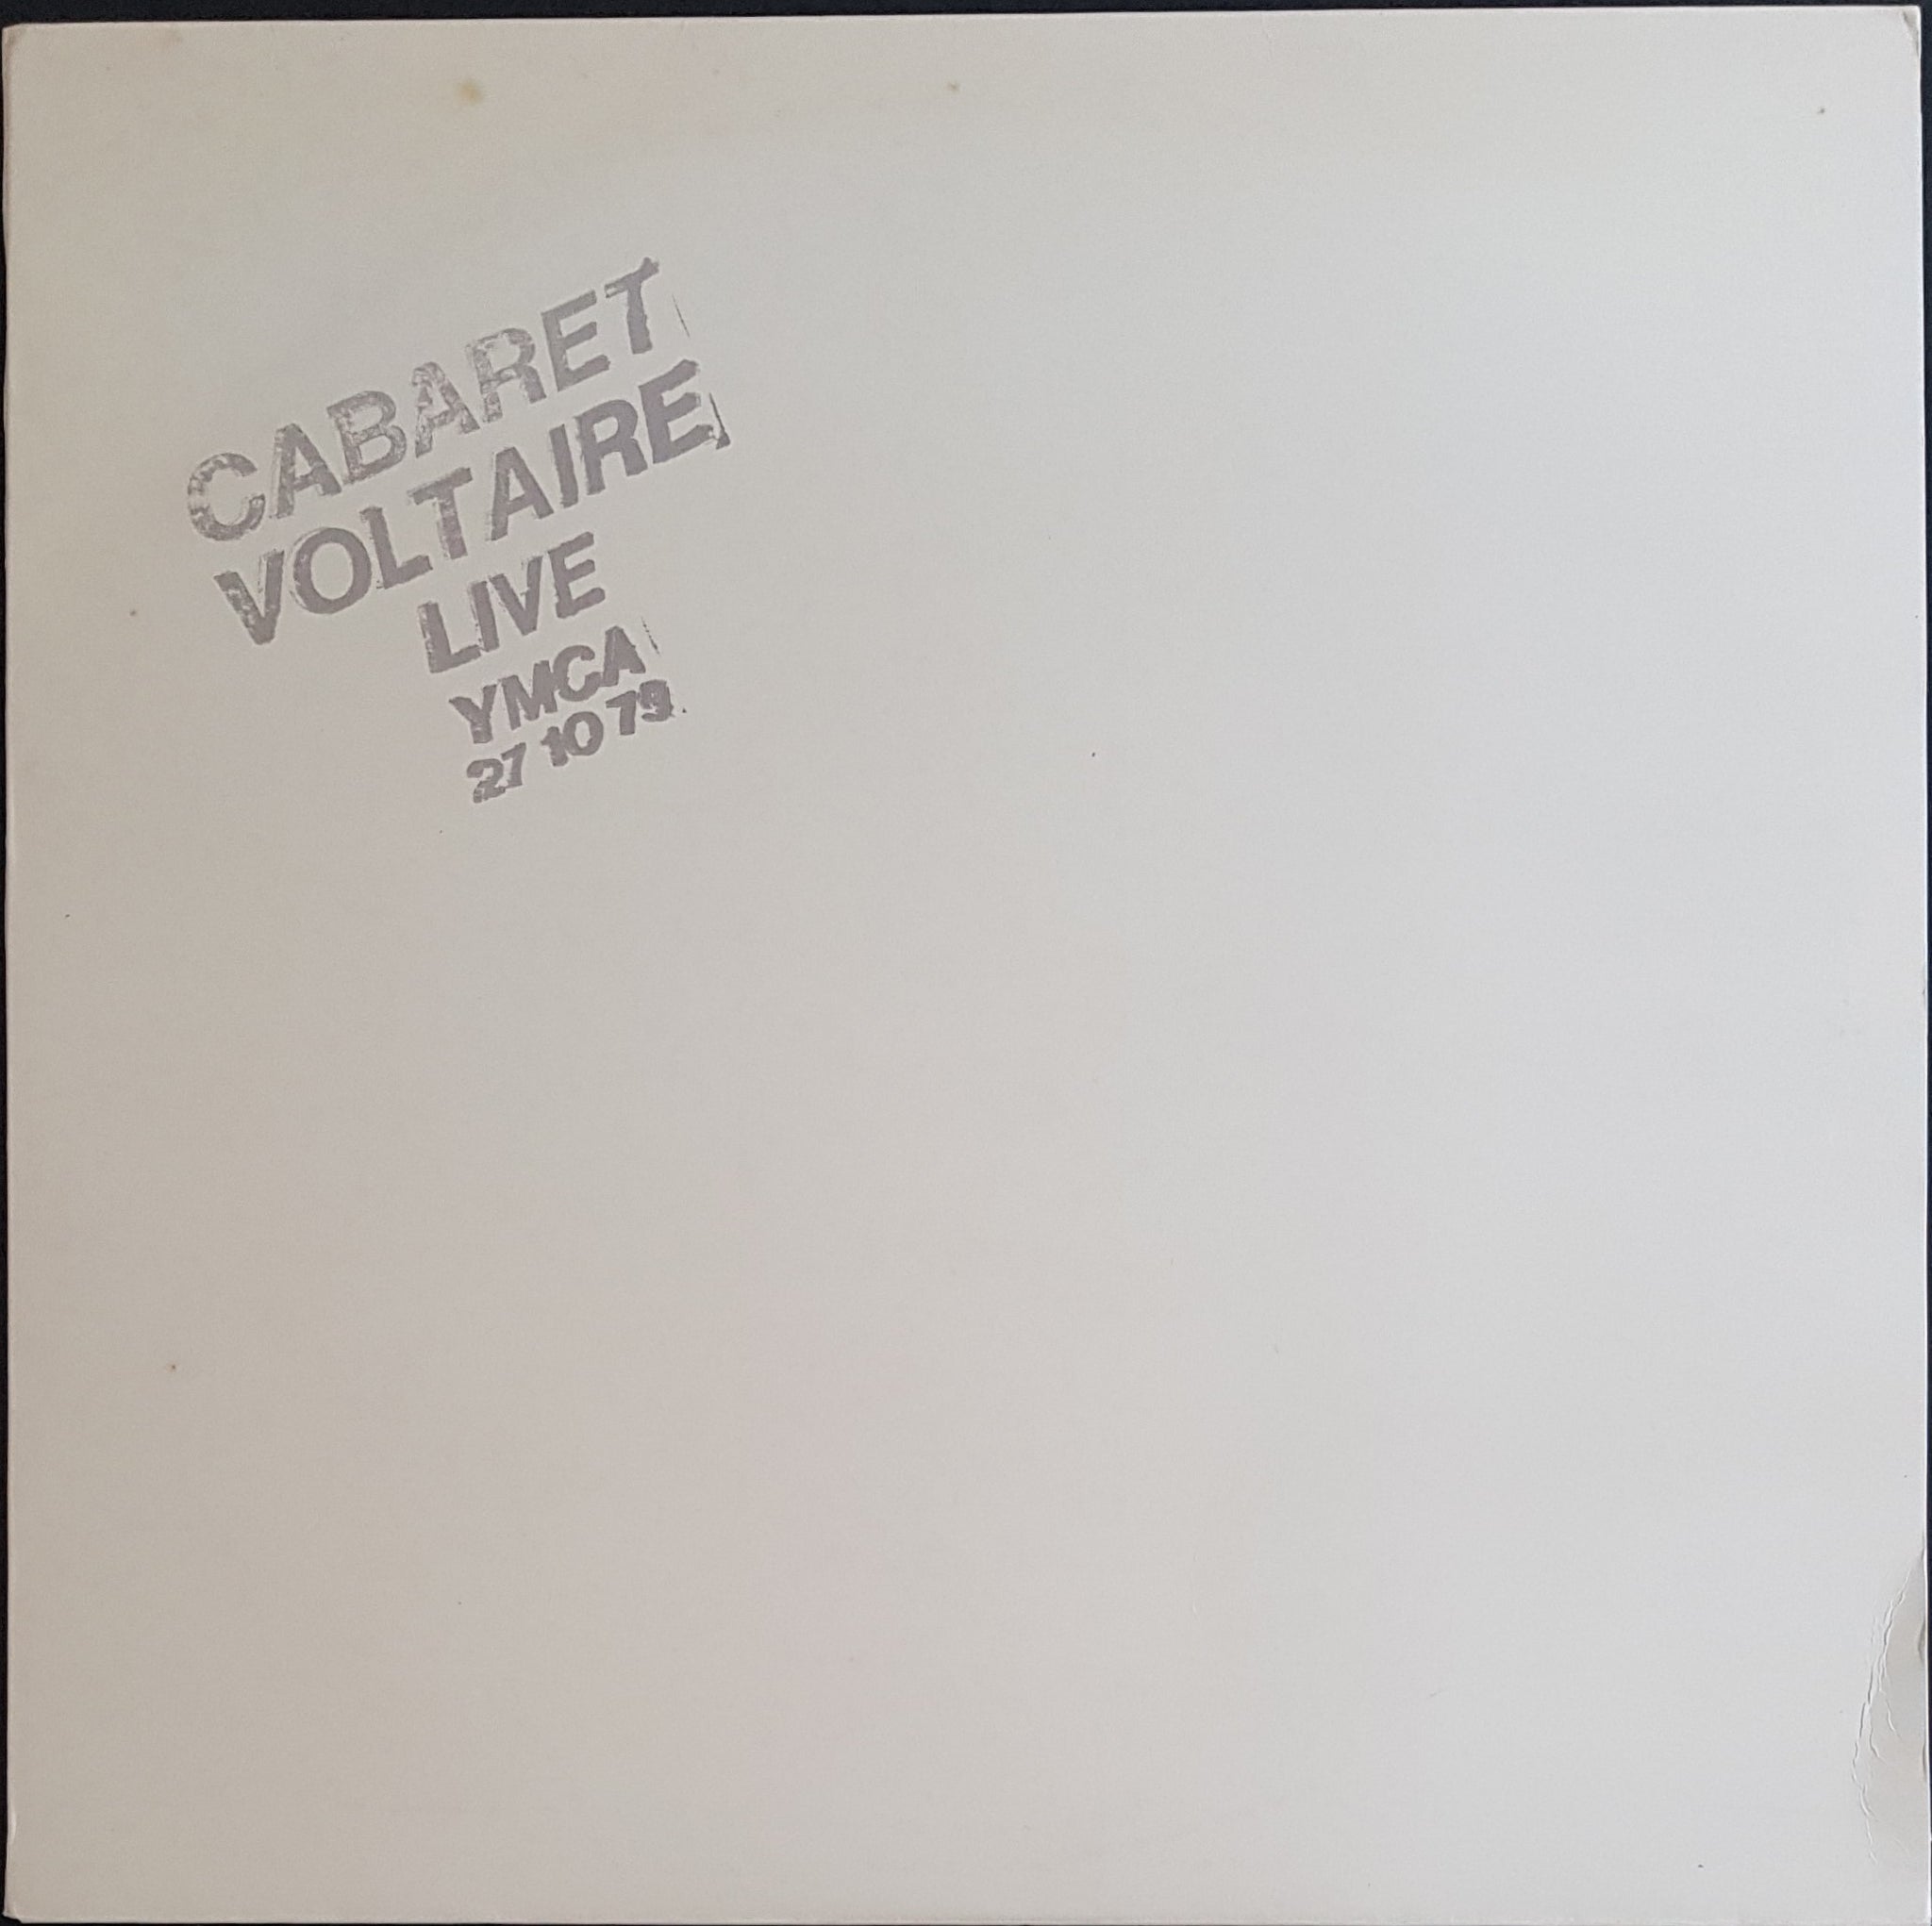 CABARET
VOLTAIRE
LIVE
YMCA
27 10 79